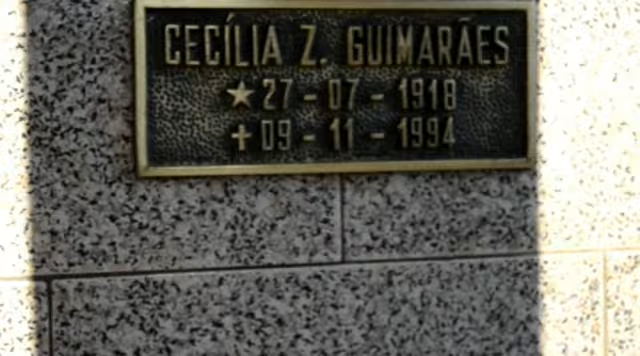 CECÍLIA Z. GUIMARÃES
★ 27 - 07 - 1918
✝ 09 - 11 - 1994